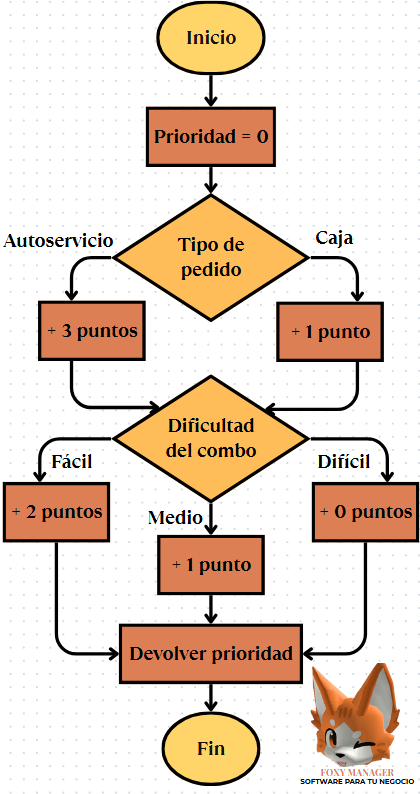 Inicio
Prioridad = 0
Tipo de
pedido
Autoservicio
Caja
+ 3 puntos
+ 1 punto
Dificultad
del combo
Fácil
Medio
Difícil
+ 2 puntos
+ 1 punto
+ 0 puntos
Devolver prioridad
Fin
FOXY MANAGER
SOFTWARE PARA TU NEGOCIO